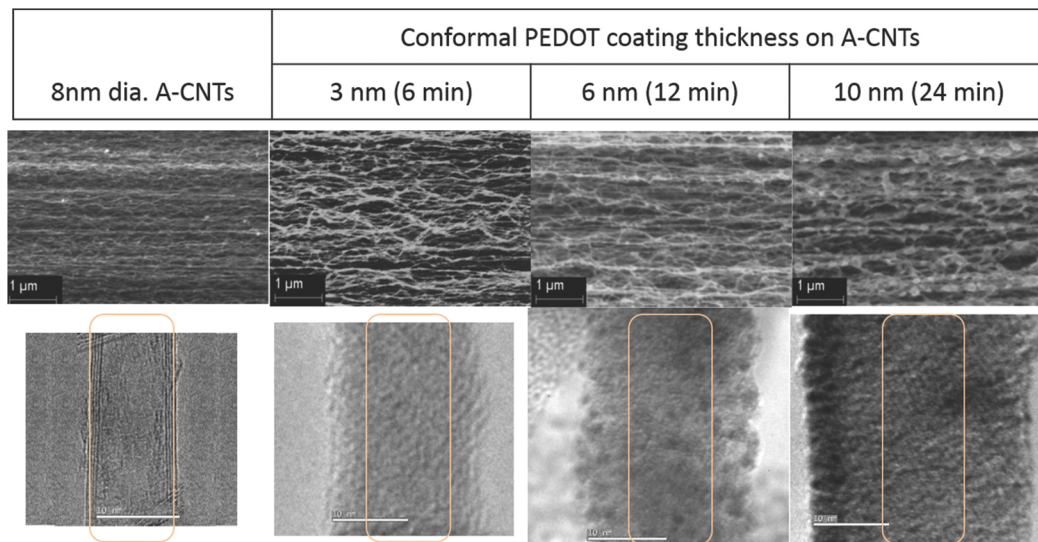 Conformal PEDOT coating thickness on A-CNTs
8nm dia. A-CNTs
3 nm (6 min)
6 nm (12 min)
10 nm (24 min)
1 µm
1 µm
1 µm
1 µm
10 nm
10 nm
10 nm
10 nm